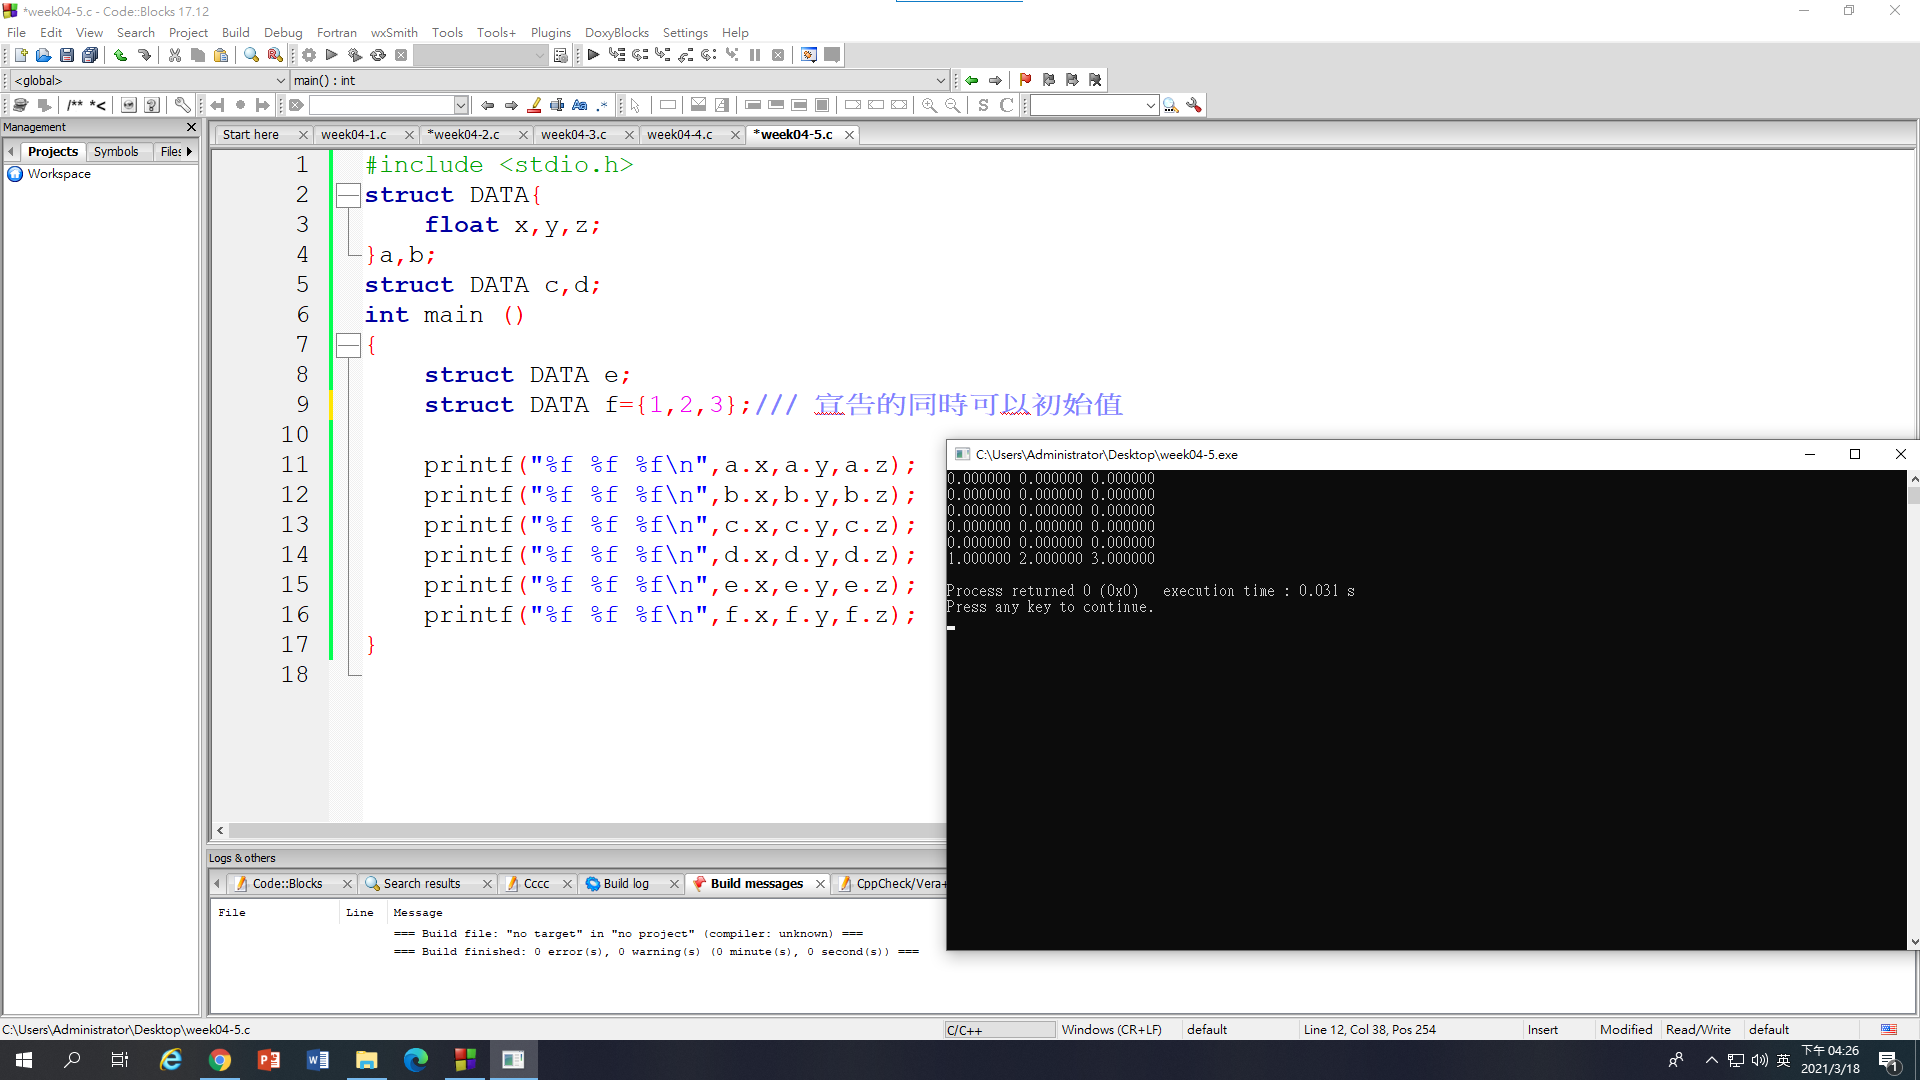 *week04-5.c - Code::Blocks 17.12
File Edit View Search Project Build Debug Fortran wxSmith Tools Tools+ Plugins DoxyBlocks Settings Help
<global> main() : int
/** *<
S C
Management
Start here week04-1.c *week04-2.c week04-3.c week04-4.c *week04-5.c
Projects Symbols Files
Workspace
1 #include <stdio.h>
2 struct DATA{
3 float x,y,z;
4 }a,b;
5 struct DATA c,d;
6 int main ()
7 {
8 struct DATA e;
9 struct DATA f={1,2,3};/// 宣告的同時可以初始值
10
11 printf("%f %f %f\n",a.x,a.y,a.z);
12 printf("%f %f %f\n",b.x,b.y,b.z);
13 printf("%f %f %f\n",c.x,c.y,c.z);
14 printf("%f %f %f\n",d.x,d.y,d.z);
15 printf("%f %f %f\n",e.x,e.y,e.z);
16 printf("%f %f %f\n",f.x,f.y,f.z);
17 }
18
C:\Users\Administrator\Desktop\week04-5.exe
0.000000 0.000000 0.000000
0.000000 0.000000 0.000000
0.000000 0.000000 0.000000
0.000000 0.000000 0.000000
0.000000 0.000000 0.000000
1.000000 2.000000 3.000000
Process returned 0 (0x0) execution time : 0.031 s
Press any key to continue.
Logs & others
Code::Blocks Search results Cccc Build log Build messages CppCheck/Vera+
File Line Message
=== Build file: "no target" in "no project" (compiler: unknown) ===
=== Build finished: 0 error(s), 0 warning(s) (0 minute(s), 0 second(s)) ===
C:\Users\Administrator\Desktop\week04-5.c C/C++ Windows (CR+LF) default Line 12, Col 38, Pos 254 Insert Modified Read/Write default
英 下午 04:26
2021/3/18
1